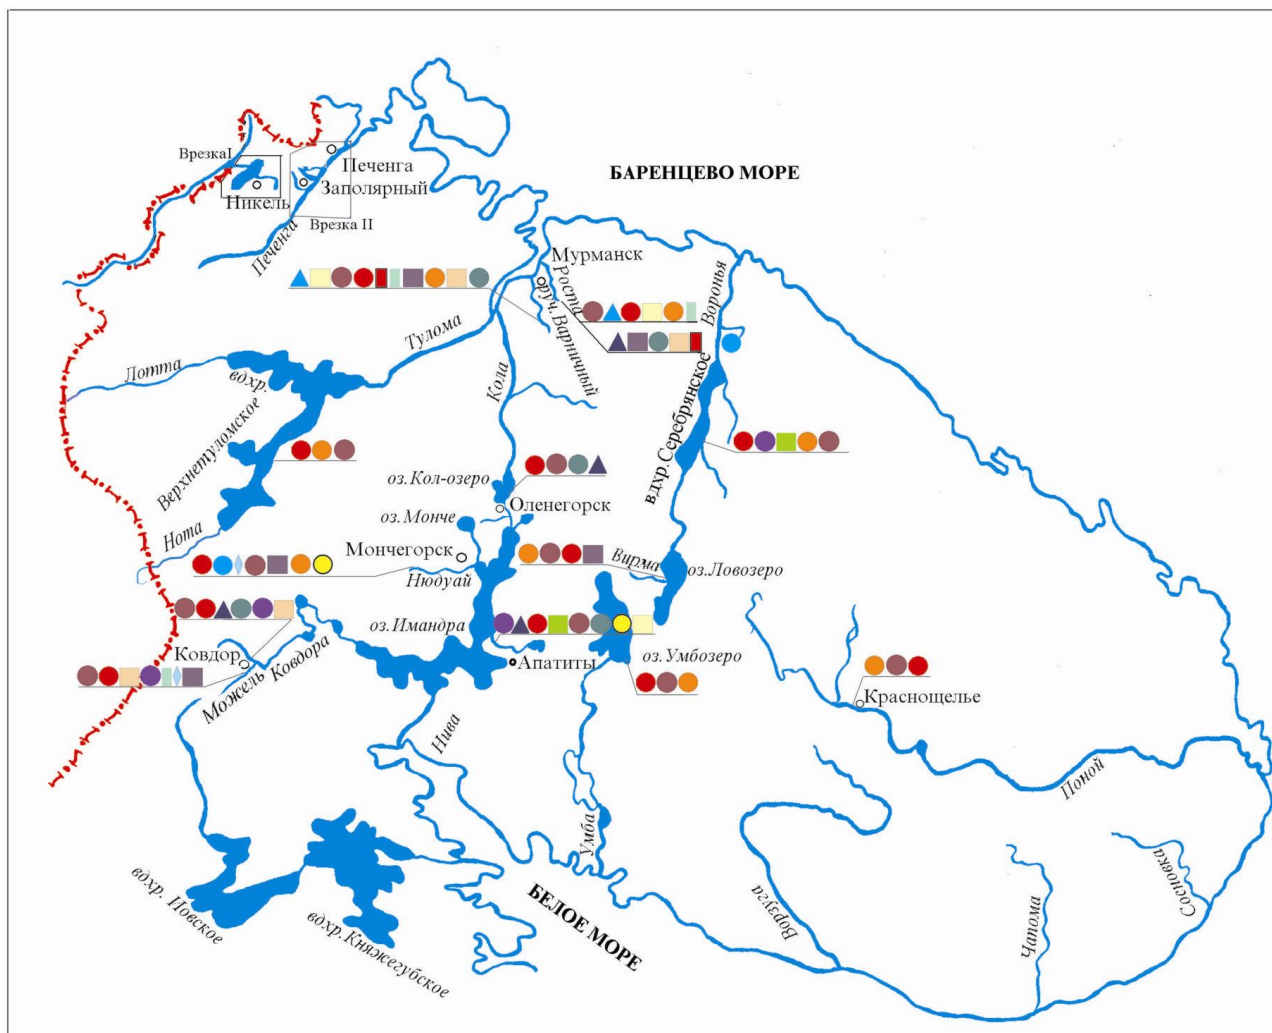 БАРЕНЦЕВО МОРЕ
ВрезкаI
Печенга
Заполярный
Никель
Врезка II
Печенга
Мурманск
Роста
руч. Варничный
Воронья
Тулома
Кола
Лотта
вдхр.
Верхнетуломское
вдхр. Серебрянское
оз. Кол-озеро
Оленегорск
оз. Монче
Нота
Мончегорск
Нюдуай
Вирма
оз. Ловозеро
оз. Имандра
Ковдор
Ковдора
Можель
Апатиты
оз. Умбозеро
Краснощелье
Нива
Поной
Умба
Варзуга
Чапома
Сосновка
БЕЛОЕ МОРЕ
вдхр. Иовское
вдхр. Княжегубское